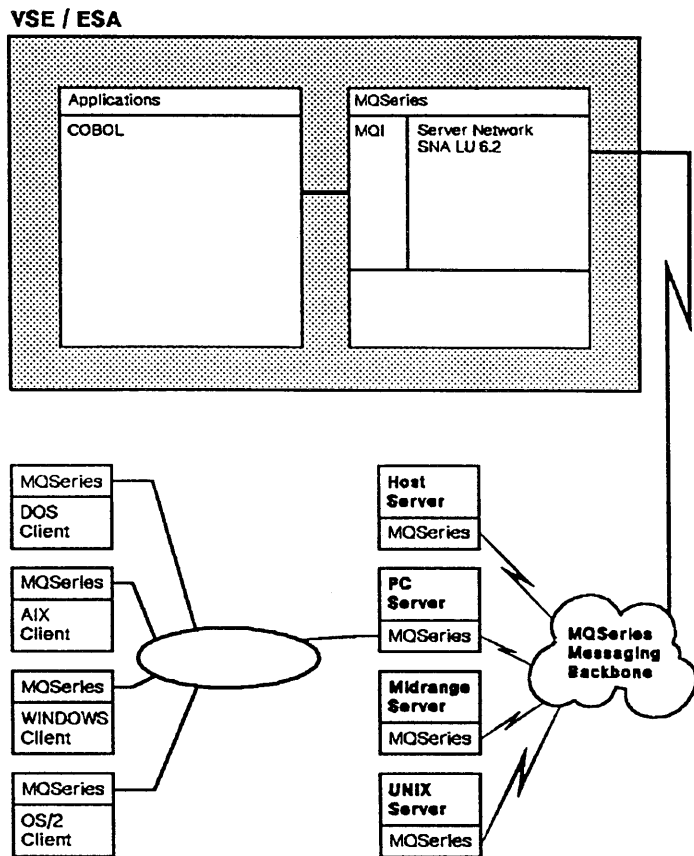 VSE / ESA
Applications
COBOL
MQSeries
MQI
Server Network
SNA LU 6.2
MQSeries
DOS
Client
MQSeries
AIX
Client
MQSeries
WINDOWS
Client
MQSeries
OS/2
Client
Host
Server
MQSeries
PC
Server
MQSeries
Midrange
Server
MQSeries
UNIX
Server
MQSeries
MQSeries
Messaging
Backbone